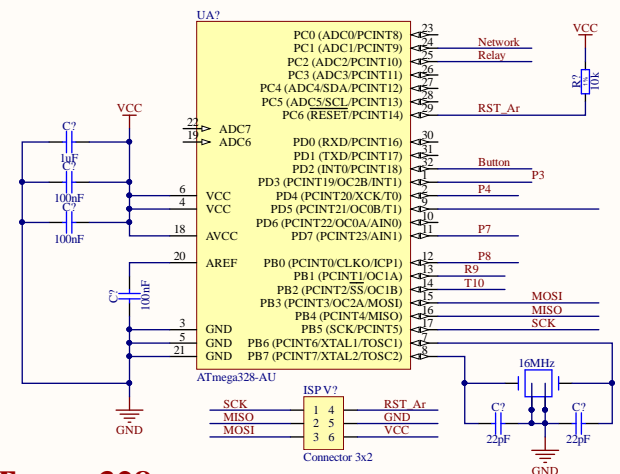 UA?
PC0 (ADC0/PCINT8) 23
PC1 (ADC1/PCINT9) 24 Network
PC2 (ADC2/PCINT10) 25 Relay
PC3 (ADC3/PCINT11) 26
PC4 (ADC4/SDA/PCINT12) 27
PC5 (ADC5/SCL/PCINT13) 28
PC6 (RESET/PCINT14) 29 RST_Ar
VCC
R?
1%
10k
VCC
22 ADC7
19 ADC6
PD0 (RXD/PCINT16) 30
PD1 (TXD/PCINT17) 31
PD2 (INT0/PCINT18) 32 Button
PD3 (PCINT19/OC2B/INT1) 1 P3
PD4 (PCINT20/XCK/T0) 2 P4
PD5 (PCINT21/OC0B/T1) 9
PD6 (PCINT22/OC0A/AIN0) 10
PD7 (PCINT23/AIN1) 11 P7
C?
1uF
C?
100nF
C?
100nF
6 VCC
4 VCC
18 AVCC
20 AREF
C?
100nF
PB0 (PCINT0/CLKO/ICP1) 12 P8
PB1 (PCINT1/OC1A) 13 R9
PB2 (PCINT2/SS/OC1B) 14 T10
PB3 (PCINT3/OC2A/MOSI) 15 MOSI
PB4 (PCINT4/MISO) 16 MISO
PB5 (SCK/PCINT5) 17 SCK
3 GND
5 GND PB6 (PCINT6/XTAL1/TOSC1) 7
21 GND PB7 (PCINT7/XTAL2/TOSC2) 8
ATmega328-AU
16MHz
C?
22pF
C?
22pF
GND
GND
ISP V?
SCK 1 4 RST_Ar
MISO 2 5 GND
MOSI 3 6 VCC
Connector 3x2